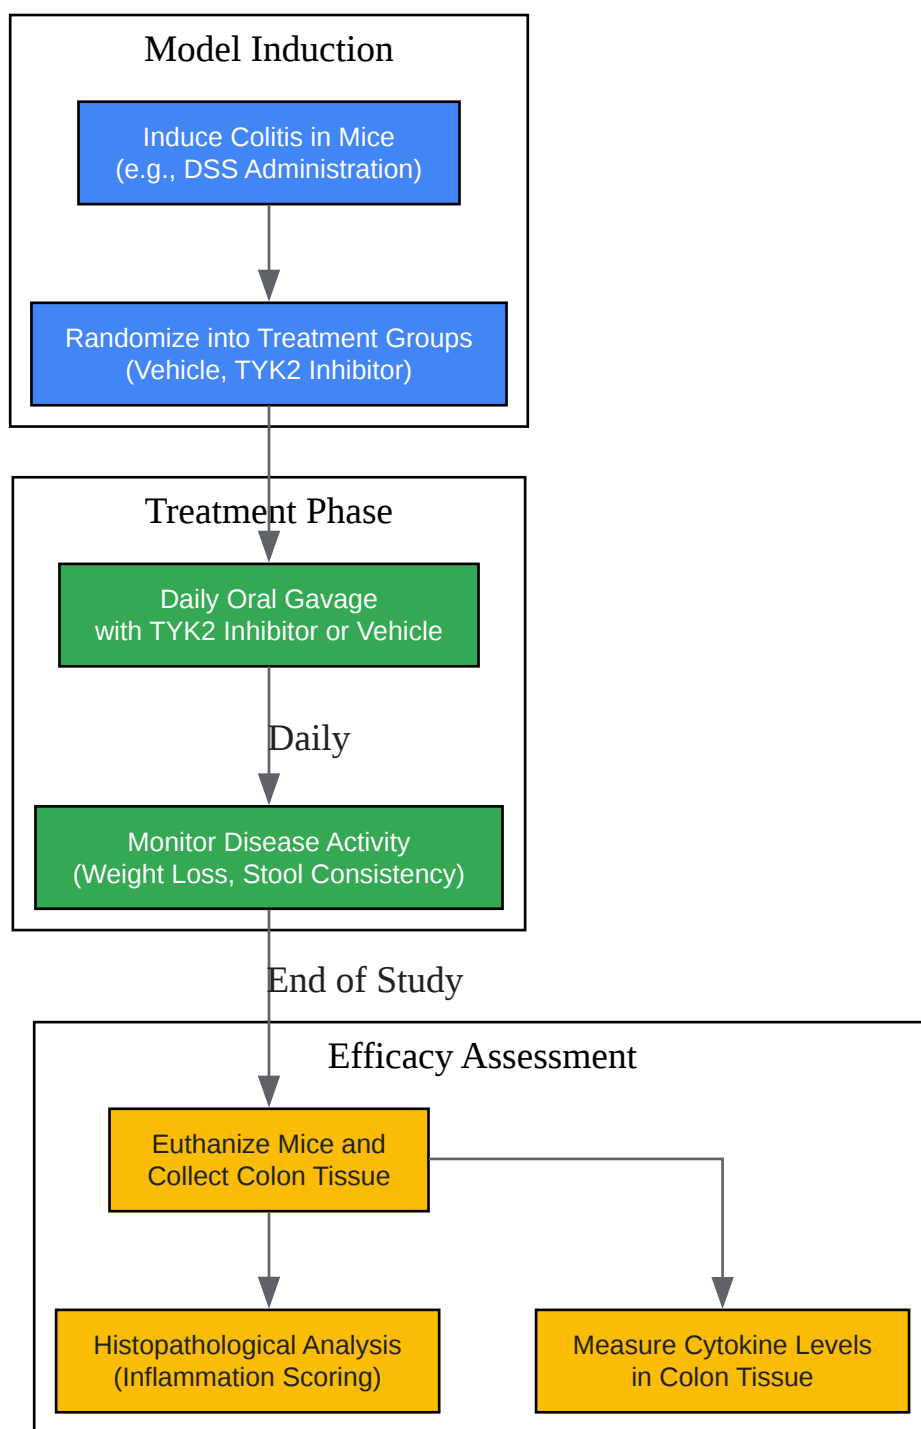 Model Induction
Induce Colitis in Mice
(e.g., DSS Administration)
Randomize into Treatment Groups
(Vehicle, TYK2 Inhibitor)
Treatment Phase
Daily Oral Gavage
with TYK2 Inhibitor or Vehicle
Daily
Monitor Disease Activity
(Weight Loss, Stool Consistency)
End of Study
Efficacy Assessment
Euthanize Mice and
Collect Colon Tissue
Histopathological Analysis
(Inflammation Scoring)
Measure Cytokine Levels
in Colon Tissue